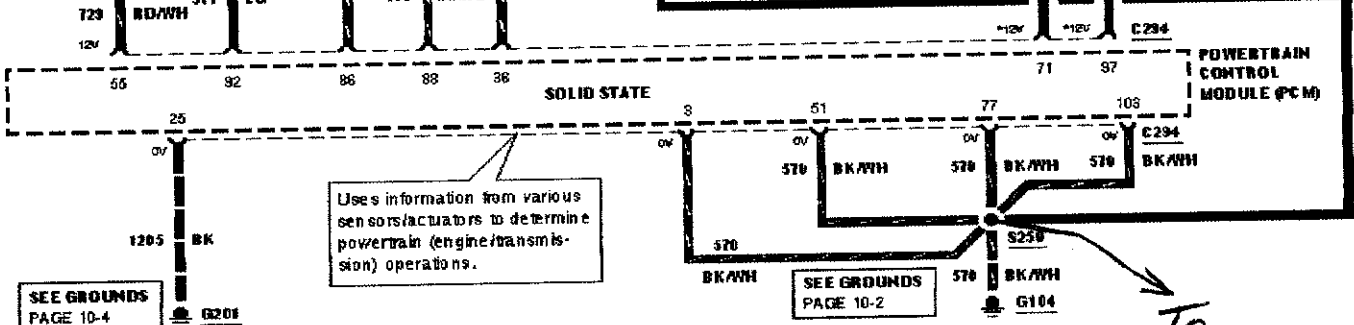 729 RD/WH
12V *12V *12V C294
55 92 86 88 36 71 97
POWERTRAIN
CONTROL
MODULE (PCM)
SOLID STATE
25 3 51 77 103
0V 0V 0V 0V 0V C294
570 BK/WH 570 BK/WH 570 BK/WH
Uses information from various
sensors/actuators to determine
powertrain (engine/transmis-
sion) operations.
1205 BK
570
BK/WH
S250
570 BK/WH
SEE GROUNDS
PAGE 10-4
G201
SEE GROUNDS
PAGE 10-2
G104
To